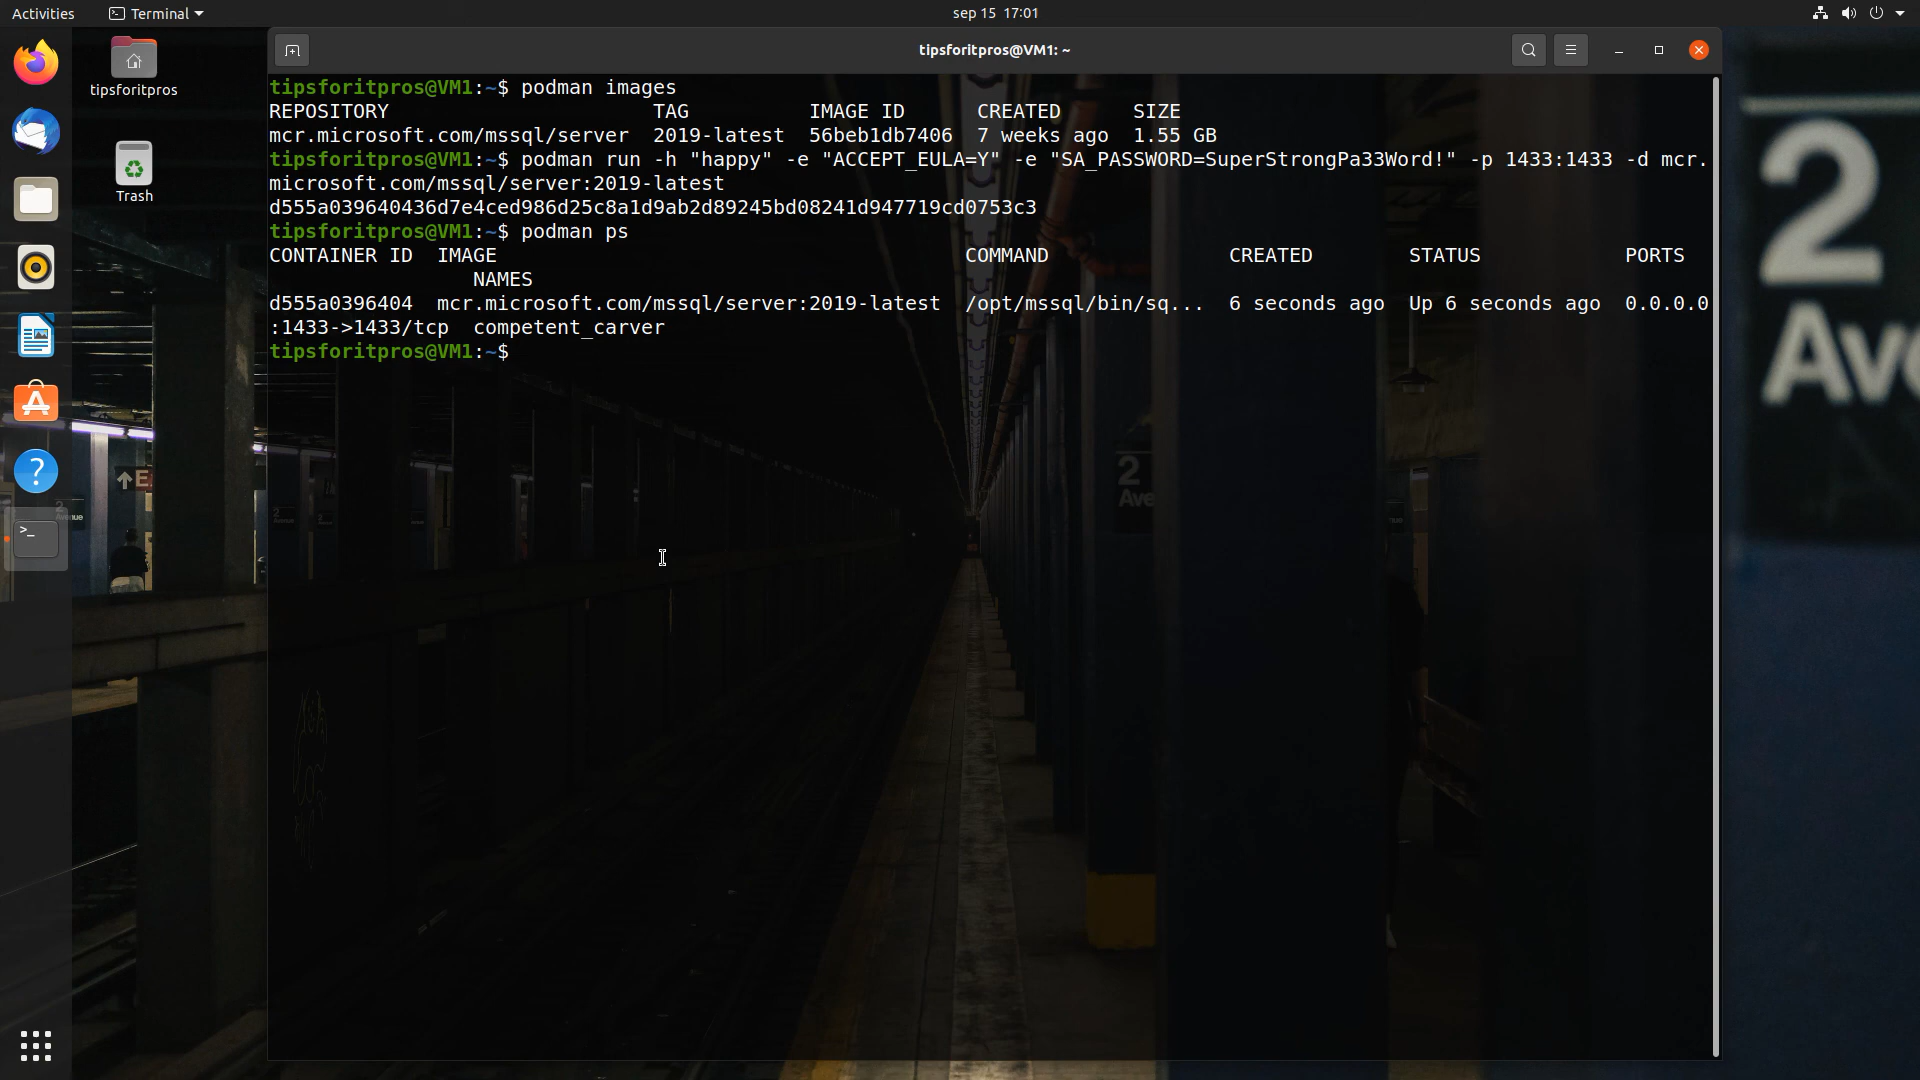 Activities Terminal sep 15 17:01
tipsforitpros
Trash
tipsforitpros@VM1: ~
tipsforitpros@VM1:~$ podman images
REPOSITORY TAG IMAGE ID CREATED SIZE
mcr.microsoft.com/mssql/server 2019-latest 56beb1db7406 7 weeks ago 1.55 GB
tipsforitpros@VM1:~$ podman run -h "happy" -e "ACCEPT_EULA=Y" -e "SA_PASSWORD=SuperStrongPa33Word!" -p 1433:1433 -d mcr.
microsoft.com/mssql/server:2019-latest
d555a039640436d7e4ced986d25c8a1d9ab2d89245bd08241d947719cd0753c3
tipsforitpros@VM1:~$ podman ps
CONTAINER ID IMAGE COMMAND CREATED STATUS PORTS
NAMES
d555a0396404 mcr.microsoft.com/mssql/server:2019-latest /opt/mssql/bin/sq... 6 seconds ago Up 6 seconds ago 0.0.0.0
:1433->1433/tcp competent_carver
tipsforitpros@VM1:~$
2
Ave
2
Ave
2
Avenue
E